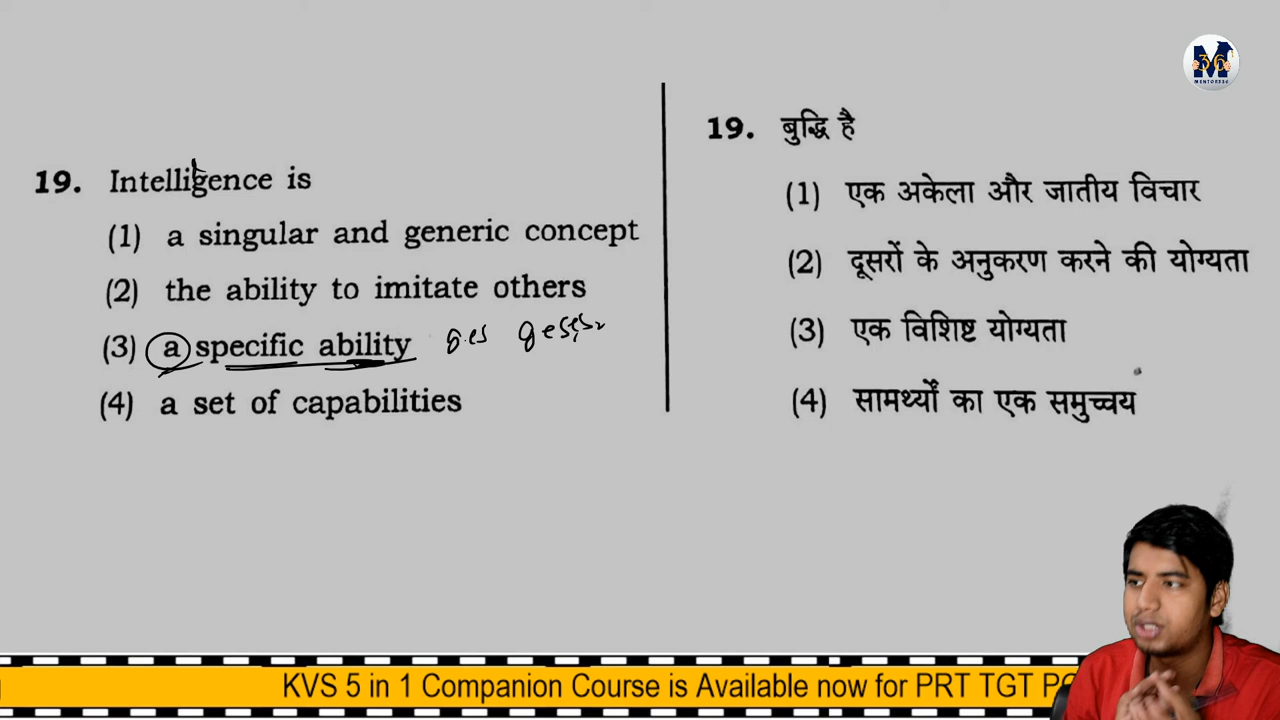 MENTORS36
19. Intelligence is
(1) a singular and generic concept
(2) the ability to imitate others
(3) a specific ability
(4) a set of capabilities
19. बुद्धि है
(1) एक अकेला और जातीय विचार
(2) दूसरों के अनुकरण करने की योग्यता
(3) एक विशिष्ट योग्यता
(4) सामर्थ्यों का एक समुच्चय
KVS 5 in 1 Companion Course is Available now for PRT TGT